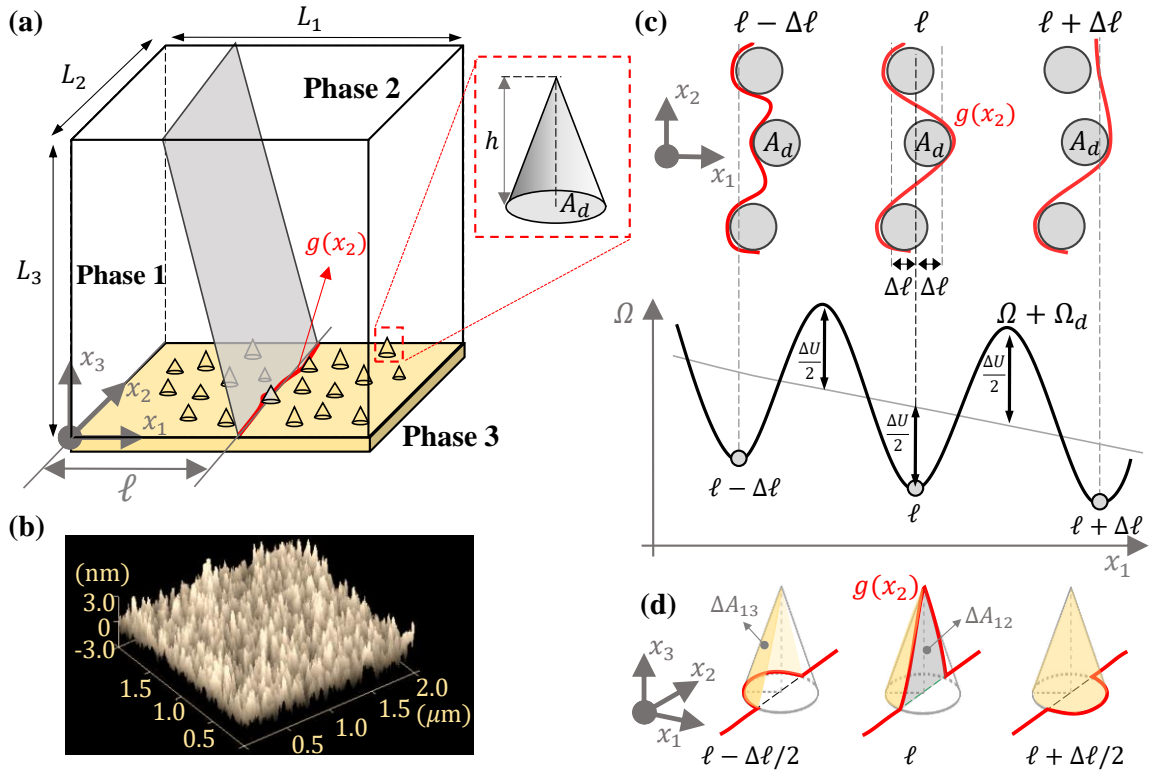 (a)
L₁
L₂
Phase 2
h
A_d
g(x₂)
L₃
Phase 1
x₃
x₂
x₁
Phase 3
ℓ
(b)
(nm)
3.0
0
-3.0
1.5
1.0
0.5
0.5
1.0
1.5
2.0
(μm)
(c)
ℓ − Δℓ
ℓ
ℓ + Δℓ
x₂
x₁
g(x₂)
A_d
A_d
A_d
Δℓ
Δℓ
Ω
Ω + Ω_d
ΔU/2
ΔU/2
ΔU/2
ℓ − Δℓ
ℓ
ℓ + Δℓ
x₁
(d)
g(x₂)
ΔA₁₃
ΔA₁₂
x₃
x₂
x₁
ℓ − Δℓ/2
ℓ
ℓ + Δℓ/2